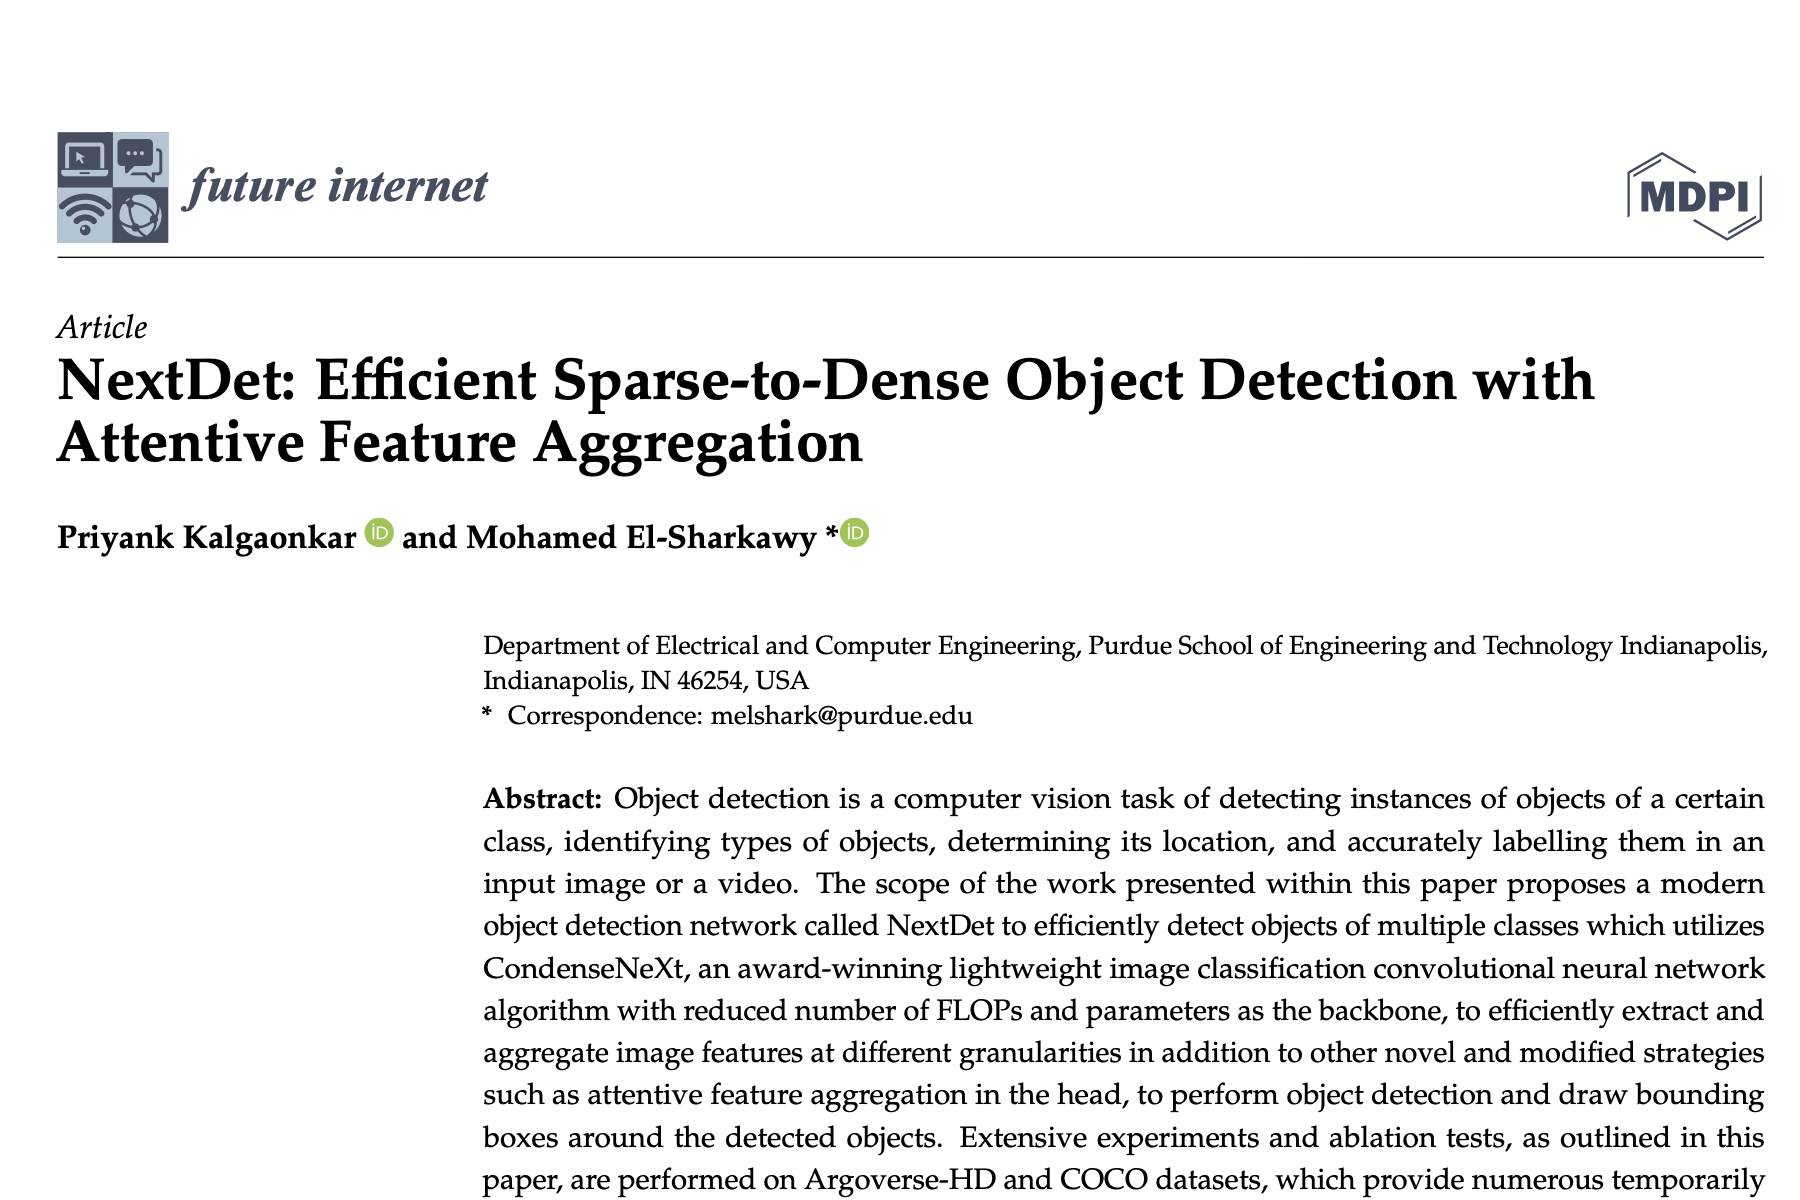 future internet
MDPI
Article
NextDet: Efficient Sparse-to-Dense Object Detection with
Attentive Feature Aggregation
Priyank Kalgaonkar iD and Mohamed El-Sharkawy * iD
Department of Electrical and Computer Engineering, Purdue School of Engineering and Technology Indianapolis,
Indianapolis, IN 46254, USA
* Correspondence: melshark@purdue.edu
Abstract: Object detection is a computer vision task of detecting instances of objects of a certain
class, identifying types of objects, determining its location, and accurately labelling them in an
input image or a video. The scope of the work presented within this paper proposes a modern
object detection network called NextDet to efficiently detect objects of multiple classes which utilizes
CondenseNeXt, an award-winning lightweight image classification convolutional neural network
algorithm with reduced number of FLOPs and parameters as the backbone, to efficiently extract and
aggregate image features at different granularities in addition to other novel and modified strategies
such as attentive feature aggregation in the head, to perform object detection and draw bounding
boxes around the detected objects. Extensive experiments and ablation tests, as outlined in this
paper, are performed on Argoverse-HD and COCO datasets, which provide numerous temporarily